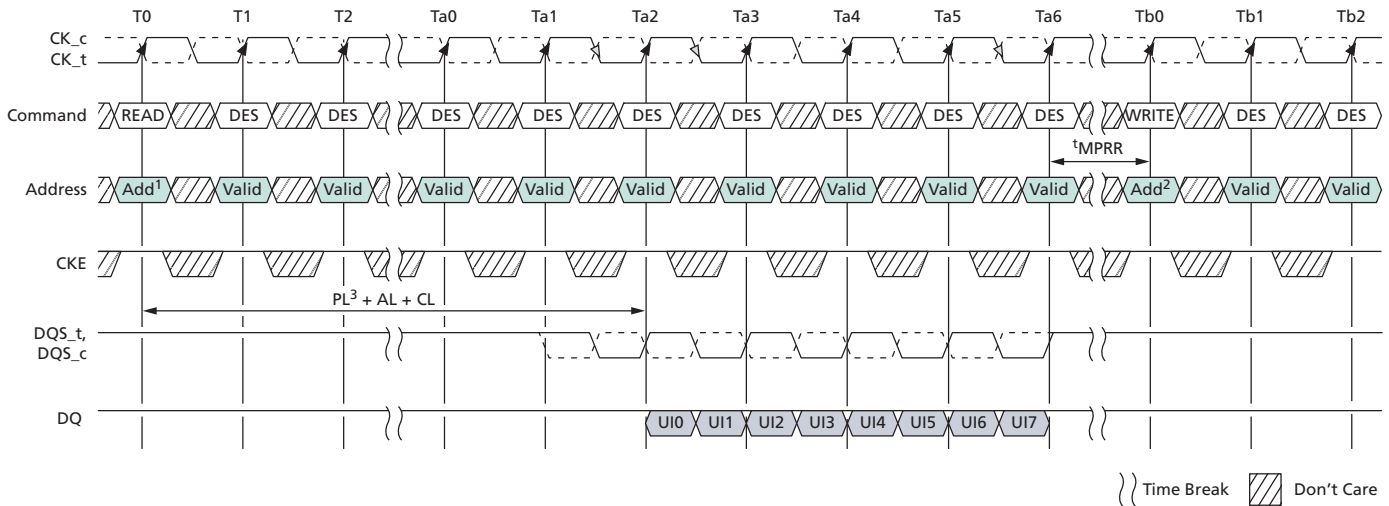 T0 T1 T2 Ta0 Ta1 Ta2 Ta3 Ta4 Ta5 Ta6 Tb0 Tb1 Tb2
CK_c
CK_t
Command READ DES DES DES DES DES DES DES DES DES WRITE DES DES
tMPRR
Address Add1 Valid Valid Valid Valid Valid Valid Valid Valid Valid Add2 Valid Valid
CKE
PL3 + AL + CL
DQS_t,
DQS_c
DQ UI0 UI1 UI2 UI3 UI4 UI5 UI6 UI7
Time Break Don't Care